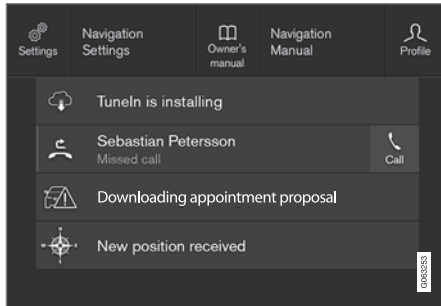 Settings
Navigation
Settings
Owner's
manual
Navigation
Manual
Profile
TuneIn is installing
Sebastian Petersson
Missed call
Call
Downloading appointment proposal
New position received
G063253